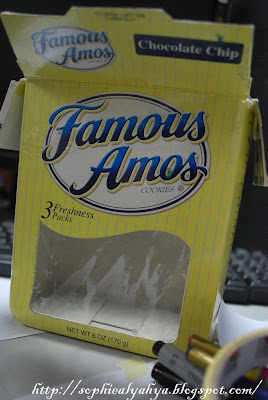 Famous
Amos
Chocolate Chip
Famous
Amos
COOKIES ®
3 Freshness
Packs
NET WT 6 OZ (170 g)
http://sophiealyahya.blogspot.com/